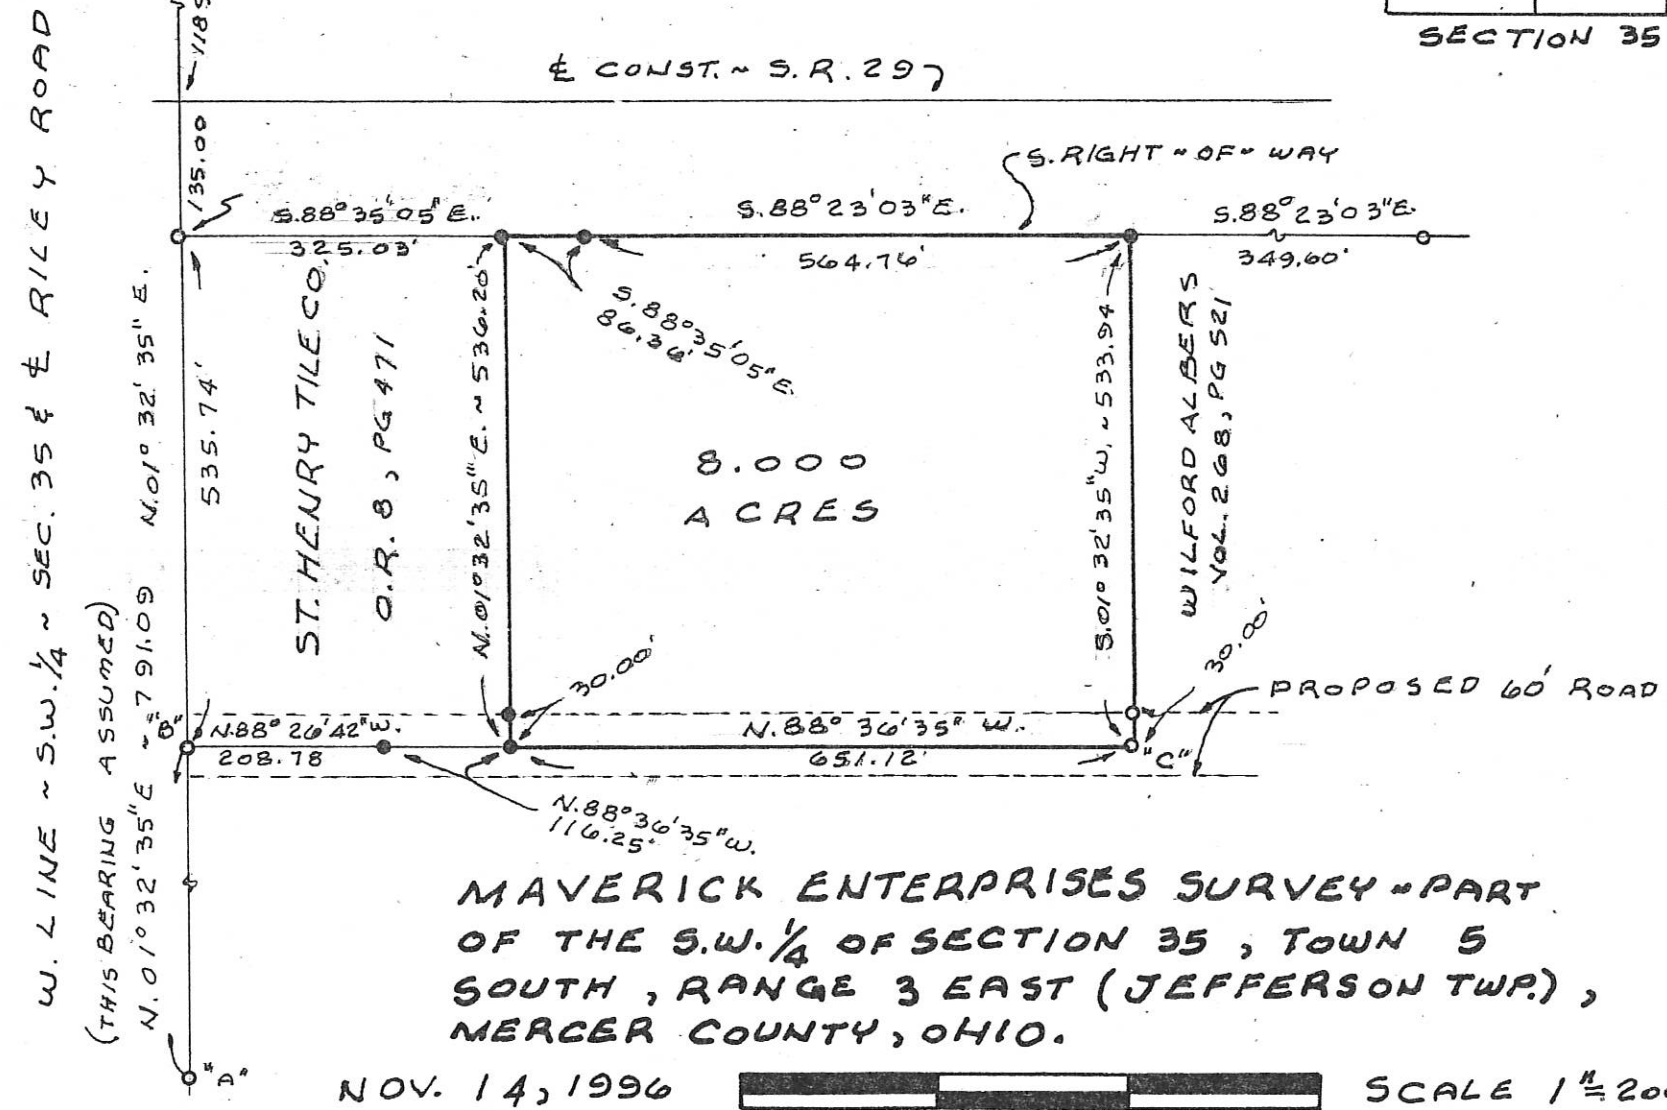 SECTION 35
℄ CONST. ~ S.R. 29
135.00
S. RIGHT ~ OF ~ WAY
S.88° 35' 05" E.
325.03'
S.88° 23' 03" E.
564.76'
S.88° 23' 03" E.
349.60'
S.88° 35' 05" E.
86.36'
W. LINE ~ S.W. 1/4 ~ SEC. 35 & ℄ RILEY ROAD
(THIS BEARING ASSUMED)
N.01° 32' 35" E ~ 791.09
N.01° 32' 35" E.
535.74'
ST. HENRY TILE CO.
O.R. 8, PG 471
N.01° 32' 35" E. ~ 536.20'
8.000
ACRES
S.01° 32' 35" W. ~ 533.94
WILFORD ALBERS
VOL. 268, PG 521
30.00'
30.00'
PROPOSED 60' ROAD
"B"
N.88° 26' 42" W.
208.78
N.88° 36' 35" W.
651.12'
"C"
N.88° 36' 35" W.
116.25'
MAVERICK ENTERPRISES SURVEY ~ PART
OF THE S.W. 1/4 OF SECTION 35, TOWN 5
SOUTH, RANGE 3 EAST (JEFFERSON TWP.),
MERCER COUNTY, OHIO.
"A"
NOV. 14, 1996
SCALE 1" = 200